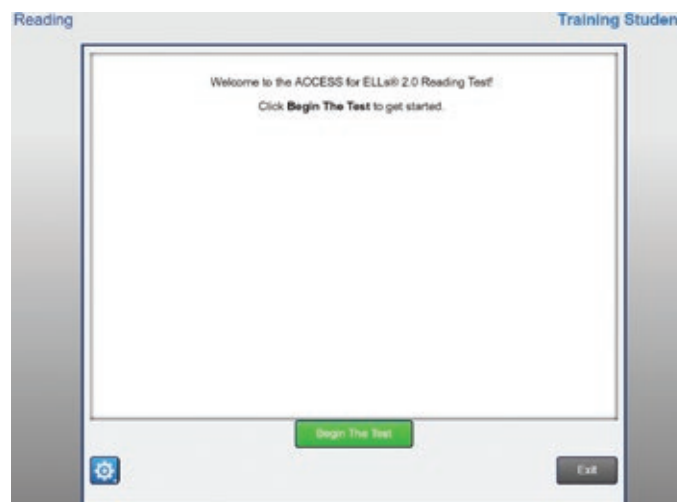 Reading
Training Studen
Welcome to the ACCESS for ELLs® 2.0 Reading Test!
Click Begin The Test to get started.
Begin The Test
Exit